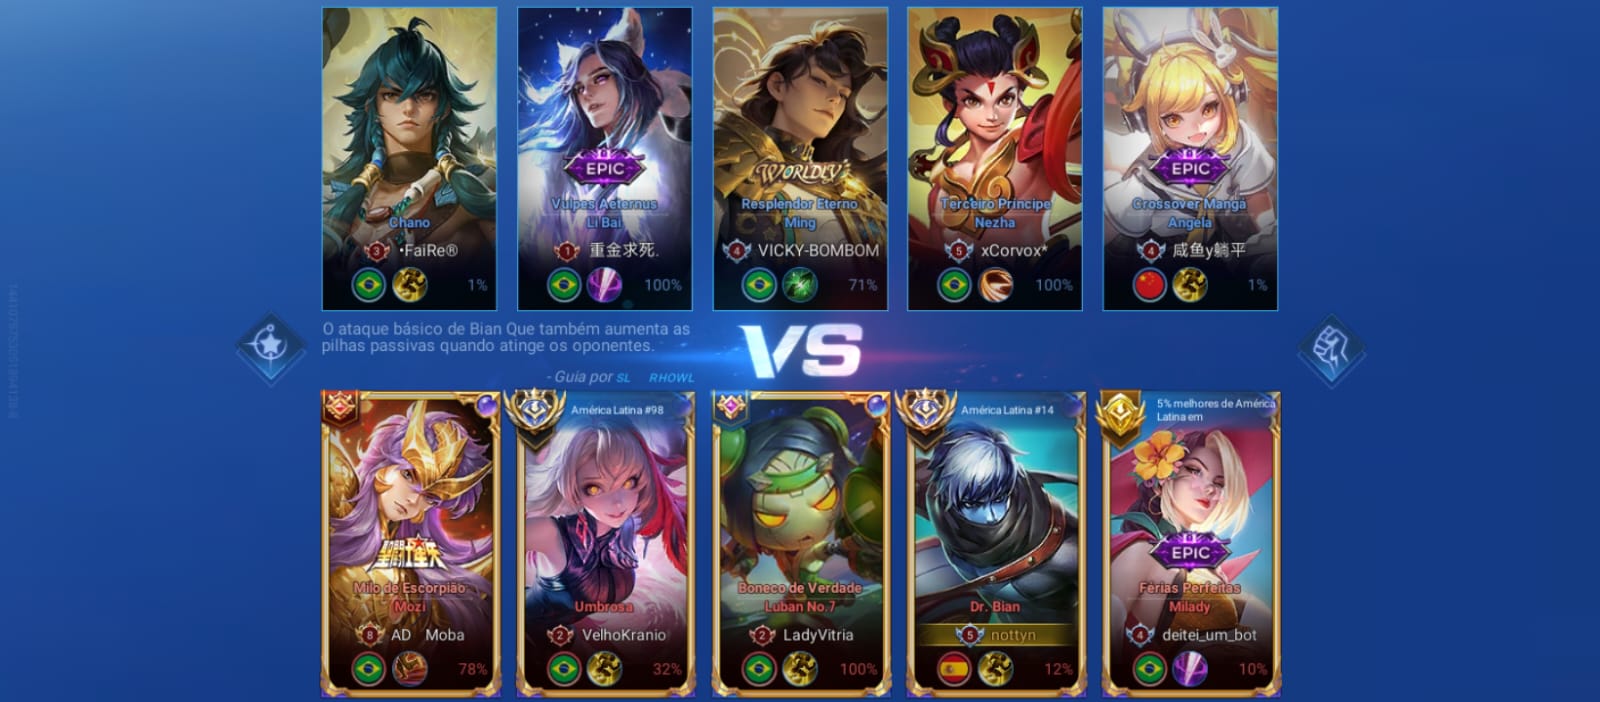 EPIC
WORLDLY
EPIC
Vulpes Aeternus
Resplendor Eterno
Terceiro Príncipe
Crossover Mangá
Chano
Li Bai
Ming
Nezha
Angela
3 •FaiRe®
1 重金求死.
4 VICKY-BOMBOM
5 xCorvox*
4 咸鱼y躺平
1%
100%
71%
100%
1%
O ataque básico de Bian Que também aumenta as
pilhas passivas quando atinge os oponentes.
- Guia por SL RHOWL
VS
América Latina #98
América Latina #14
5% melhores de América
Latina em
EPIC
Milo de Escorpião
Boneco de Verdade
Férias Perfeitas
Mozi
Umbrosa
Luban No.7
Dr. Bian
Milady
8 AD Moba
2 VelhoKranio
2 LadyVitria
5 nottyn
4 deitei_um_bot
78%
32%
100%
12%
10%